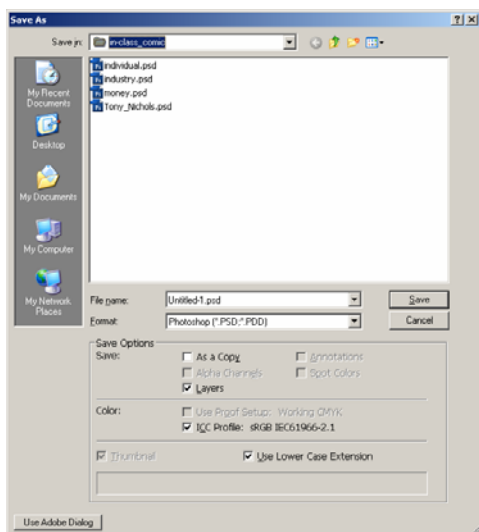 Save As
Save in: in-class_comic
individual.psd
industry.psd
money.psd
Tony_Nichols.psd
My Recent
Documents
Desktop
My Documents
My Computer
My Network
Places
File name: Untitled-1.psd Save
Format: Photoshop (*.PSD;*.PDD) Cancel
Save Options
Save: As a Copy Annotations
Alpha Channels Spot Colors
Layers
Color: Use Proof Setup: Working CMYK
ICC Profile: sRGB IEC61966-2.1
Thumbnail Use Lower Case Extension
Use Adobe Dialog